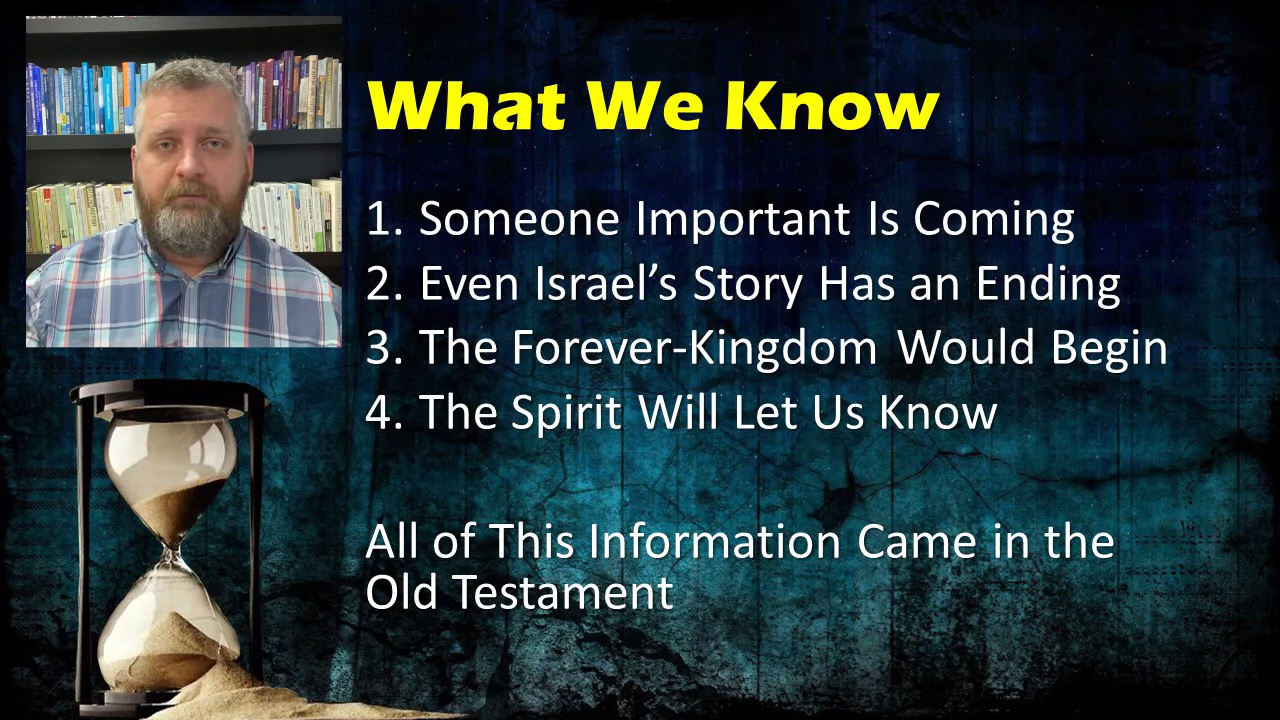 What We Know
1. Someone Important Is Coming
2. Even Israel’s Story Has an Ending
3. The Forever-Kingdom Would Begin
4. The Spirit Will Let Us Know
All of This Information Came in the
Old Testament